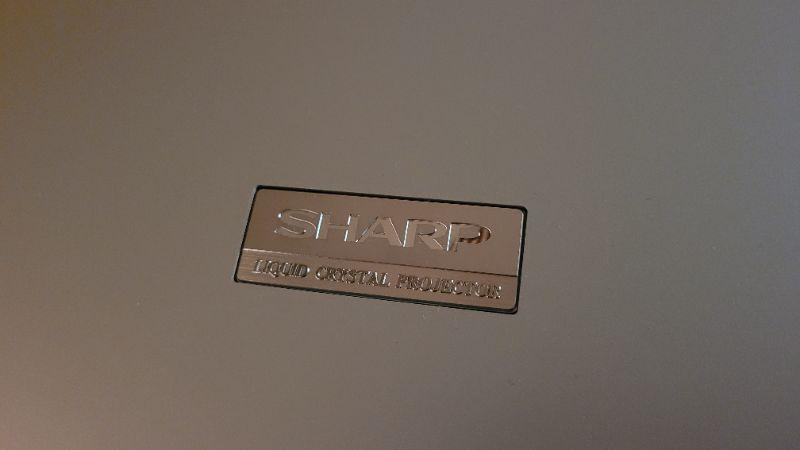 SHARP
LIQUID CRYSTAL PROJECTOR